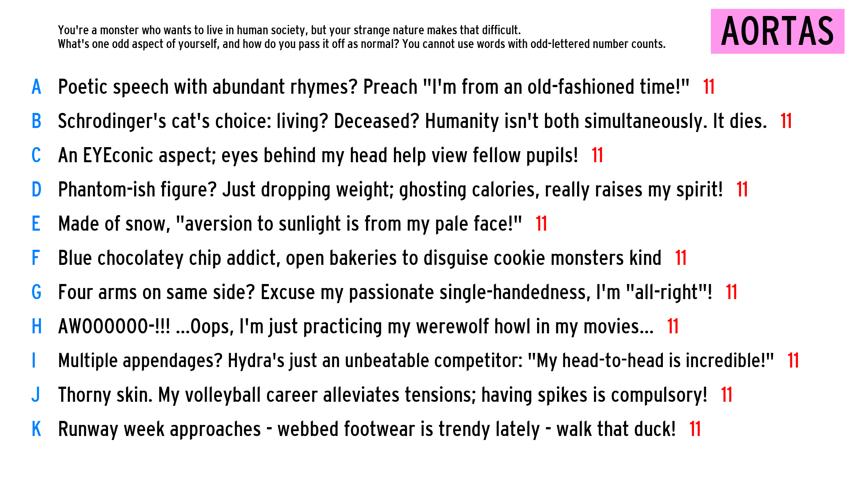 You're a monster who wants to live in human society, but your strange nature makes that difficult.
What's one odd aspect of yourself, and how do you pass it off as normal? You cannot use words with odd-lettered number counts.
AORTAS
A Poetic speech with abundant rhymes? Preach "I'm from an old-fashioned time!" 11
B Schrodinger's cat's choice: living? Deceased? Humanity isn't both simultaneously. It dies. 11
C An EYEconic aspect; eyes behind my head help view fellow pupils! 11
D Phantom-ish figure? Just dropping weight; ghosting calories, really raises my spirit! 11
E Made of snow, "aversion to sunlight is from my pale face!" 11
F Blue chocolatey chip addict, open bakeries to disguise cookie monsters kind 11
G Four arms on same side? Excuse my passionate single-handedness, I'm "all-right"! 11
H AWOOOOOO-!!! ...Oops, I'm just practicing my werewolf howl in my movies... 11
I Multiple appendages? Hydra's just an unbeatable competitor: "My head-to-head is incredible!" 11
J Thorny skin. My volleyball career alleviates tensions; having spikes is compulsory! 11
K Runway week approaches - webbed footwear is trendy lately - walk that duck! 11